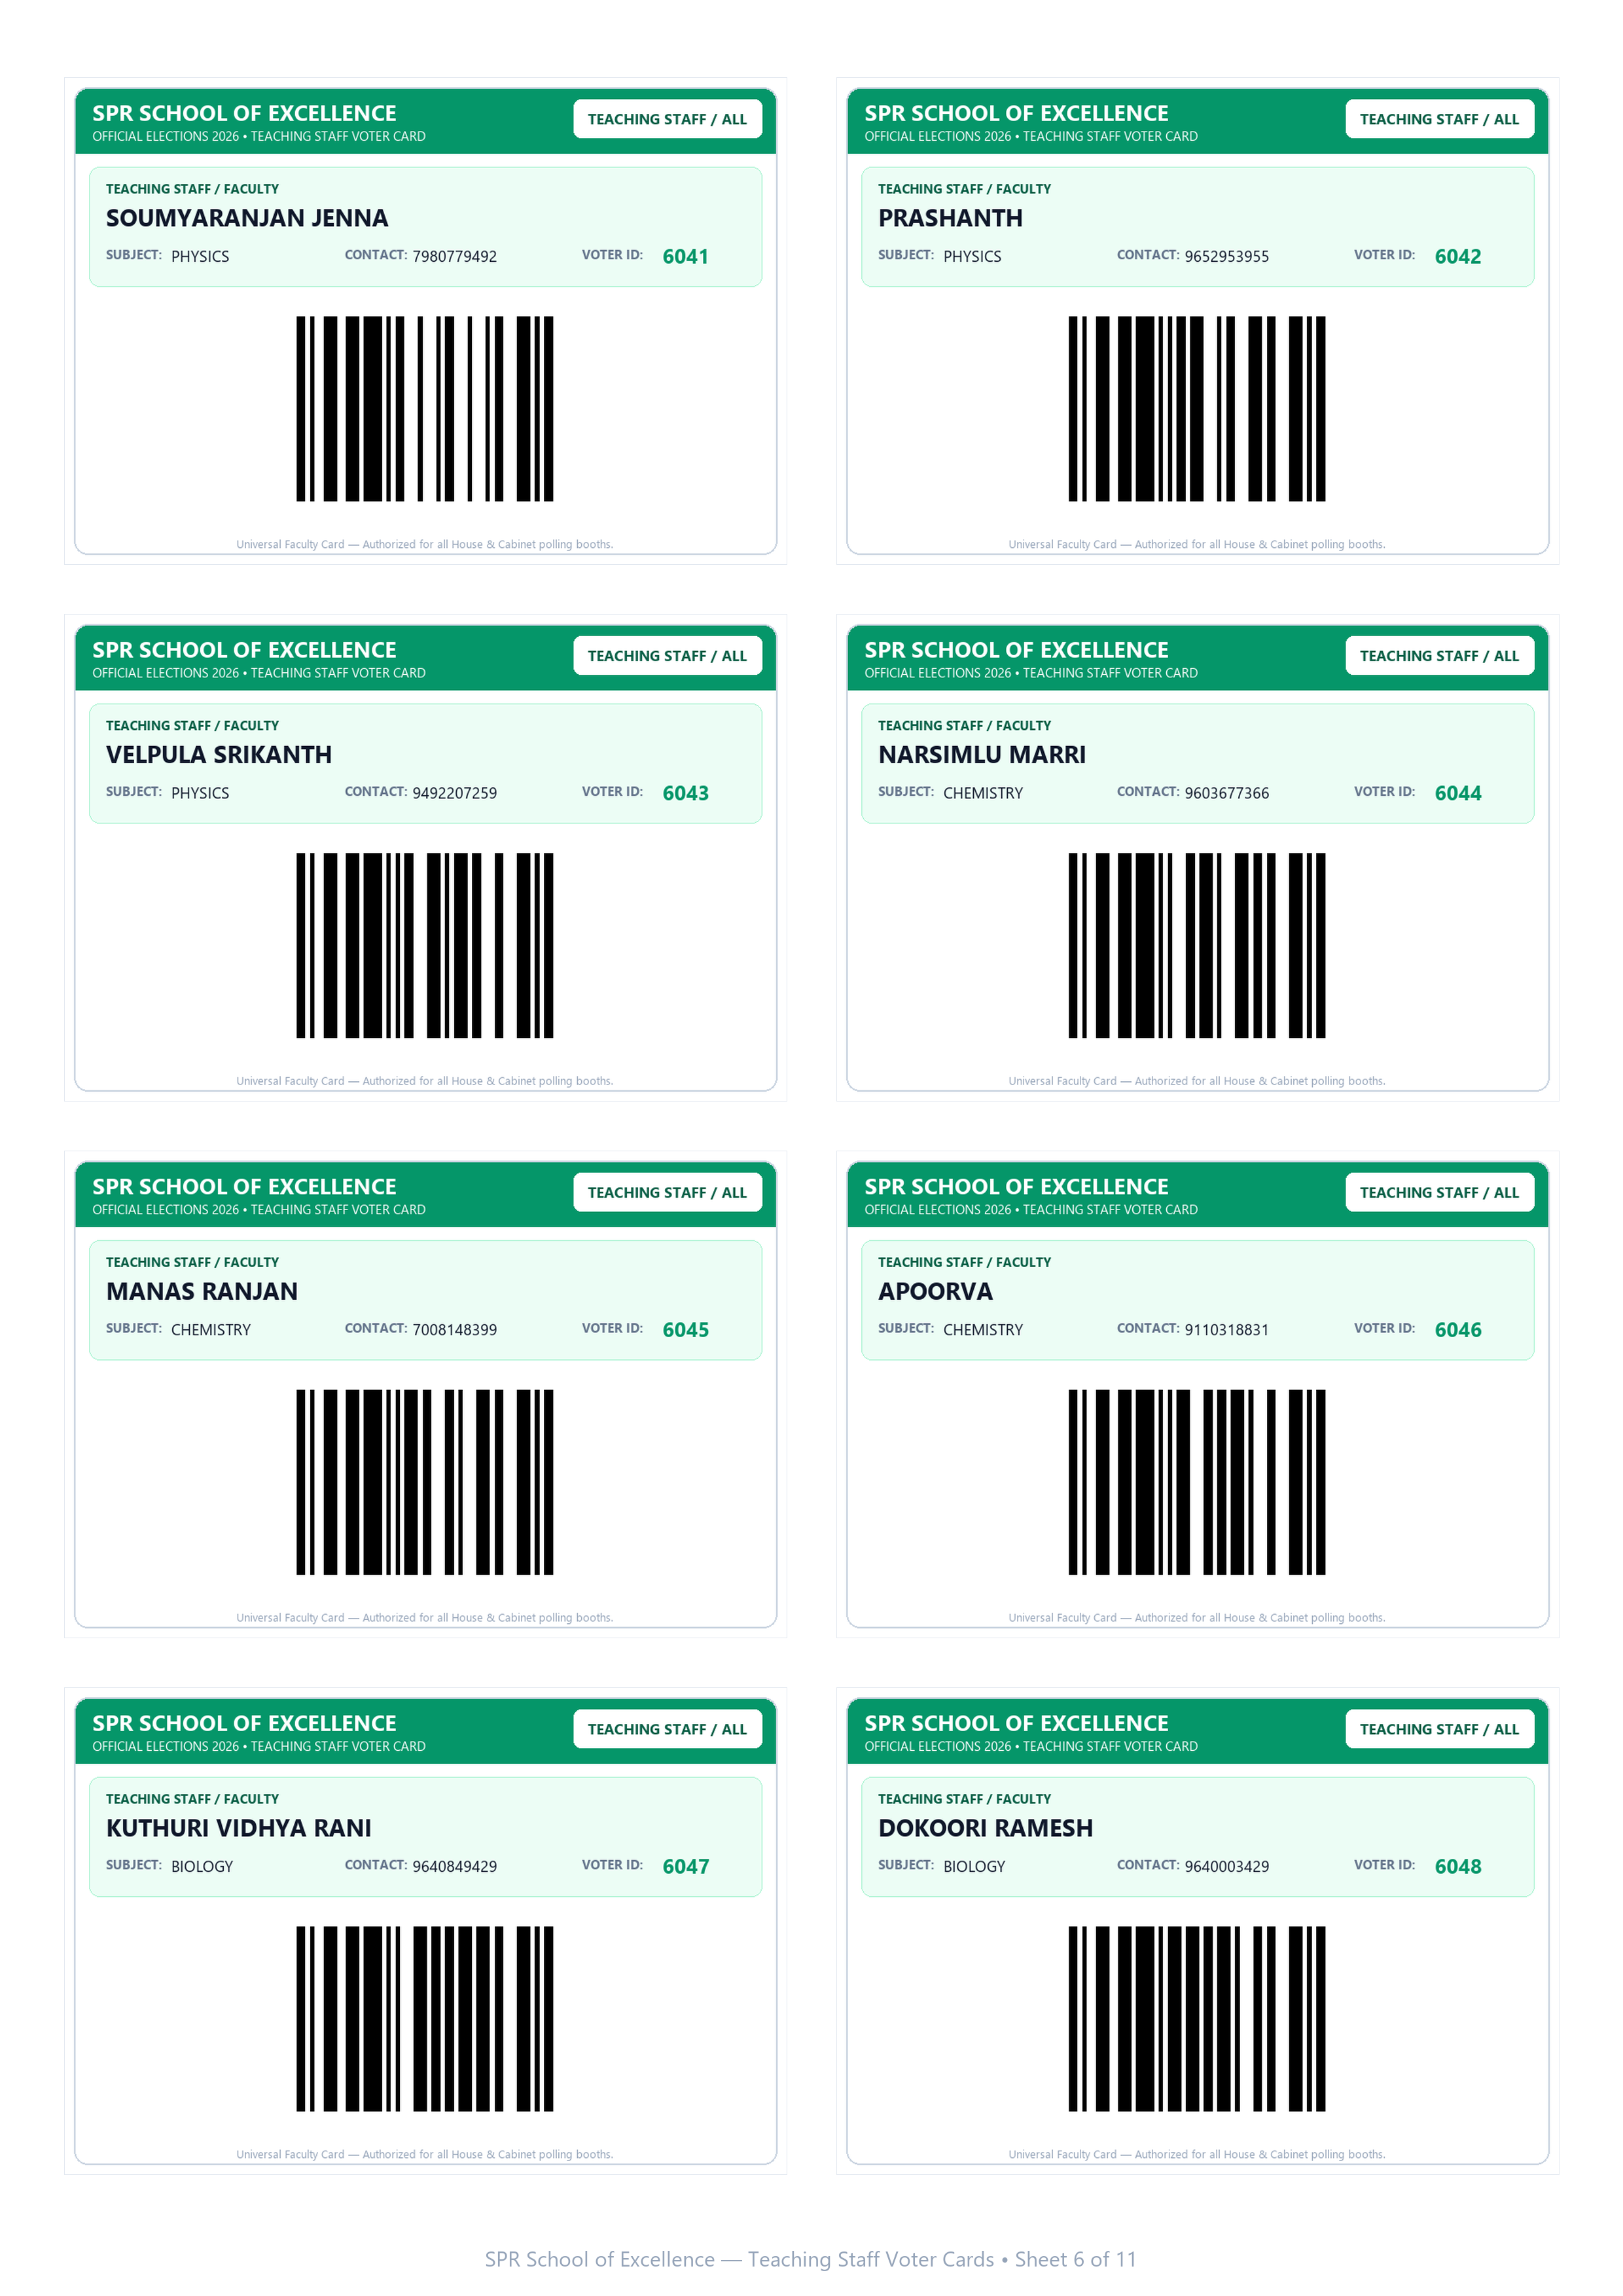 SPR SCHOOL OF EXCELLENCE
OFFICIAL ELECTIONS 2026 • TEACHING STAFF VOTER CARD
TEACHING STAFF / ALL
TEACHING STAFF / FACULTY
SOUMYARANJAN JENNA
SUBJECT: PHYSICS CONTACT: 7980779492 VOTER ID: 6041
Universal Faculty Card — Authorized for all House & Cabinet polling booths.
SPR SCHOOL OF EXCELLENCE
OFFICIAL ELECTIONS 2026 • TEACHING STAFF VOTER CARD
TEACHING STAFF / ALL
TEACHING STAFF / FACULTY
PRASHANTH
SUBJECT: PHYSICS CONTACT: 9652953955 VOTER ID: 6042
Universal Faculty Card — Authorized for all House & Cabinet polling booths.
SPR SCHOOL OF EXCELLENCE
OFFICIAL ELECTIONS 2026 • TEACHING STAFF VOTER CARD
TEACHING STAFF / ALL
TEACHING STAFF / FACULTY
VELPULA SRIKANTH
SUBJECT: PHYSICS CONTACT: 9492207259 VOTER ID: 6043
Universal Faculty Card — Authorized for all House & Cabinet polling booths.
SPR SCHOOL OF EXCELLENCE
OFFICIAL ELECTIONS 2026 • TEACHING STAFF VOTER CARD
TEACHING STAFF / ALL
TEACHING STAFF / FACULTY
NARSIMLU MARRI
SUBJECT: CHEMISTRY CONTACT: 9603677366 VOTER ID: 6044
Universal Faculty Card — Authorized for all House & Cabinet polling booths.
SPR SCHOOL OF EXCELLENCE
OFFICIAL ELECTIONS 2026 • TEACHING STAFF VOTER CARD
TEACHING STAFF / ALL
TEACHING STAFF / FACULTY
MANAS RANJAN
SUBJECT: CHEMISTRY CONTACT: 7008148399 VOTER ID: 6045
Universal Faculty Card — Authorized for all House & Cabinet polling booths.
SPR SCHOOL OF EXCELLENCE
OFFICIAL ELECTIONS 2026 • TEACHING STAFF VOTER CARD
TEACHING STAFF / ALL
TEACHING STAFF / FACULTY
APOORVA
SUBJECT: CHEMISTRY CONTACT: 9110318831 VOTER ID: 6046
Universal Faculty Card — Authorized for all House & Cabinet polling booths.
SPR SCHOOL OF EXCELLENCE
OFFICIAL ELECTIONS 2026 • TEACHING STAFF VOTER CARD
TEACHING STAFF / ALL
TEACHING STAFF / FACULTY
KUTHURI VIDHYA RANI
SUBJECT: BIOLOGY CONTACT: 9640849429 VOTER ID: 6047
Universal Faculty Card — Authorized for all House & Cabinet polling booths.
SPR SCHOOL OF EXCELLENCE
OFFICIAL ELECTIONS 2026 • TEACHING STAFF VOTER CARD
TEACHING STAFF / ALL
TEACHING STAFF / FACULTY
DOKOORI RAMESH
SUBJECT: BIOLOGY CONTACT: 9640003429 VOTER ID: 6048
Universal Faculty Card — Authorized for all House & Cabinet polling booths.
SPR School of Excellence — Teaching Staff Voter Cards • Sheet 6 of 11